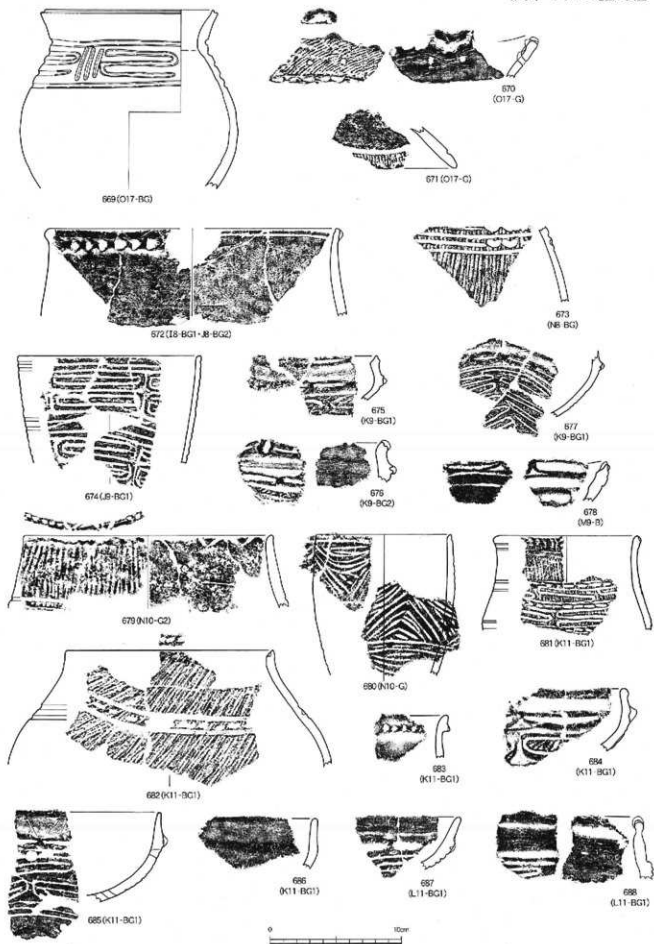 669(O17-BG)
670
(O17-G)
671(O17-G)
672(I8-BG1・J8-BG2)
673
(N8-BG)
674(J9-BG1)
675
(K9-BG1)
676
(K9-BG2)
677
(K9-BG1)
678
(M9-B)
679(N10-G2)
680(N10-G)
681(K11-BG1)
682(K11-BG1)
683
(K11-BG1)
684
(K11-BG1)
685(K11-BG1)
686
(K11-BG1)
687
(L11-BG1)
688
(L11-BG1)
0 10cm